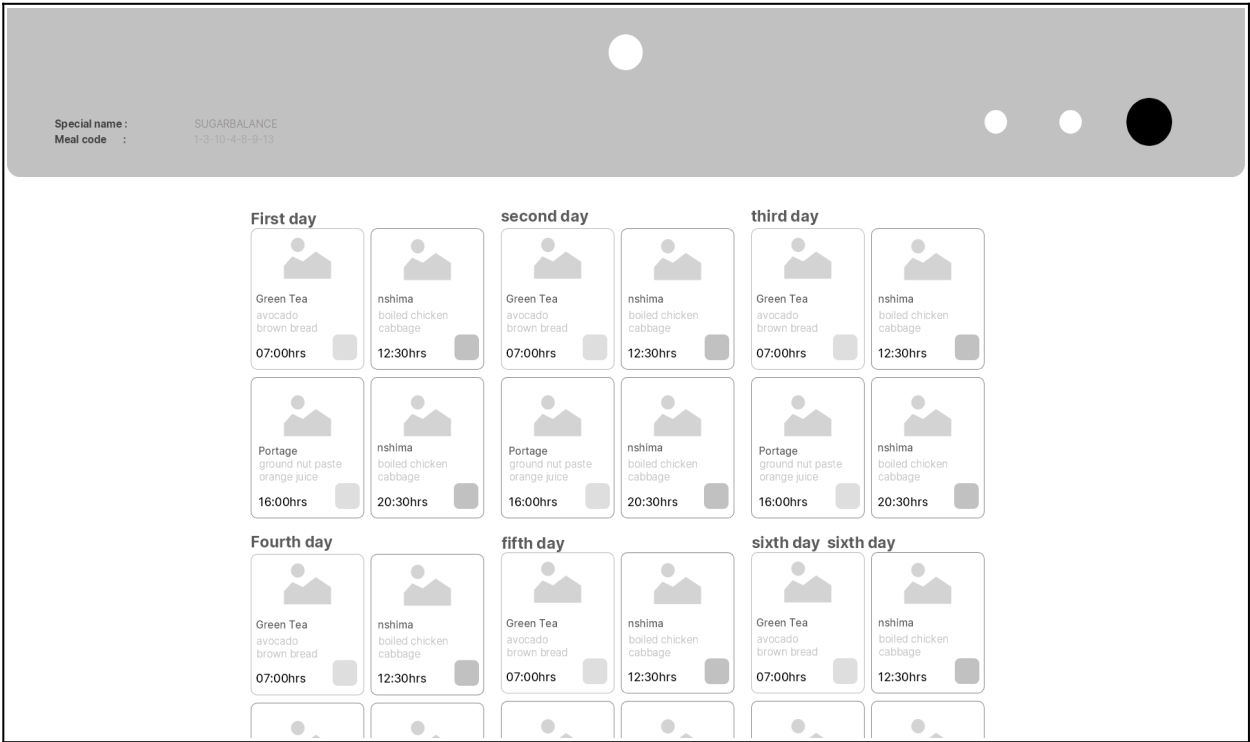 Special name : SUGARBALANCE
Meal code : 1-3-10-4-8-9-13
First day
Green Tea
avocado
brown bread
07:00hrs
nshima
boiled chicken
cabbage
12:30hrs
Portage
ground nut paste
orange juice
16:00hrs
nshima
boiled chicken
cabbage
20:30hrs
second day
Green Tea
avocado
brown bread
07:00hrs
nshima
boiled chicken
cabbage
12:30hrs
Portage
ground nut paste
orange juice
16:00hrs
nshima
boiled chicken
cabbage
20:30hrs
third day
Green Tea
avocado
brown bread
07:00hrs
nshima
boiled chicken
cabbage
12:30hrs
Portage
ground nut paste
orange juice
16:00hrs
nshima
boiled chicken
cabbage
20:30hrs
Fourth day
Green Tea
avocado
brown bread
07:00hrs
nshima
boiled chicken
cabbage
12:30hrs
fifth day
Green Tea
avocado
brown bread
07:00hrs
nshima
boiled chicken
cabbage
12:30hrs
sixth day sixth day
Green Tea
avocado
brown bread
07:00hrs
nshima
boiled chicken
cabbage
12:30hrs